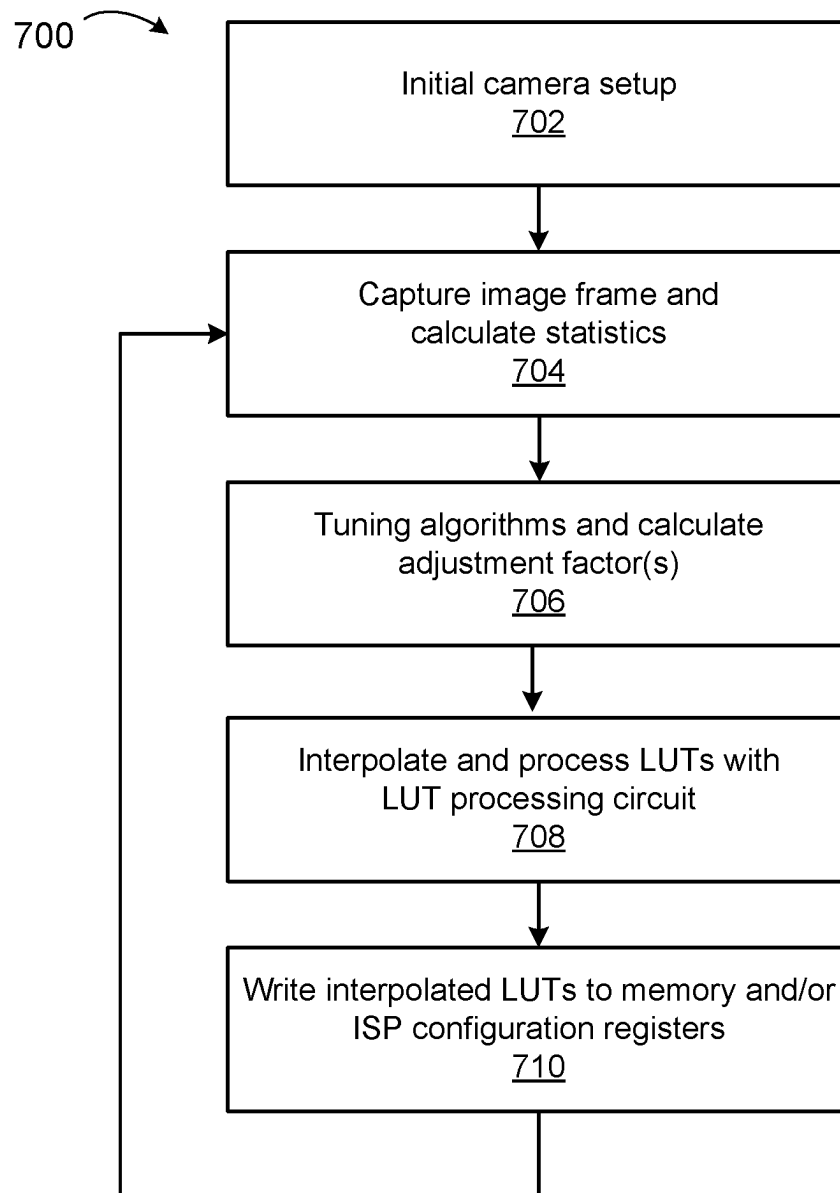 700
Initial camera setup
702
Capture image frame and
calculate statistics
704
Tuning algorithms and calculate
adjustment factor(s)
706
Interpolate and process LUTs with
LUT processing circuit
708
Write interpolated LUTs to memory and/or
ISP configuration registers
710